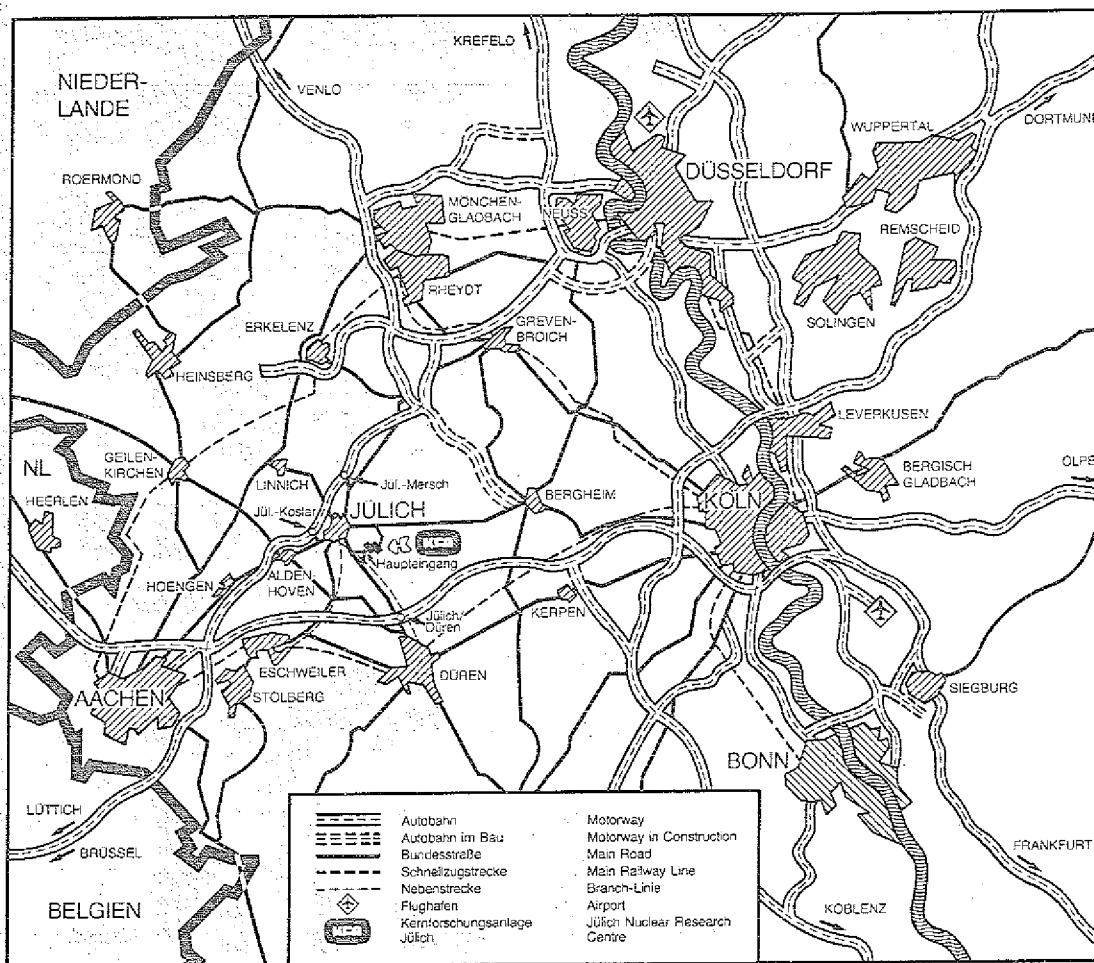 KREFELD
NIEDER-
LANDE
VENLO
WUPPERTAL
DORTMUND
ROERMOND
DÜSSELDORF
MÖNCHEN-
GLADBACH
NEUSS
REMSCHEID
RHEYDT
ERKELENZ
GREVEN-
BROICH
SOLINGEN
HEINSBERG
LEVERKUSEN
NL
GEILEN-
KIRCHEN
LINNICH
Jül.-Mersch
BERGISCH
GLADBACH
OLPE
HEERLEN
Jül.-Koslar
JÜLICH
BERGHEIM
KÖLN
KFA
Haupteingang
HOENGEN
ALDEN-
HOVEN
Jülich/
Düren
KERPEN
ESCHWEILER
DÜREN
AACHEN
STOLBERG
SIEGBURG
BONN
LÜTTICH
BRÜSSEL
BELGIEN
FRANKFURT
KOBLENZ
Autobahn Motorway
Autobahn im Bau Motorway in Construction
Bundesstraße Main Road
Schnellzugstrecke Main Railway Line
Nebenstrecke Branch-Linie
Flughafen Airport
KFA Kernforschungsanlage Jülich Nuclear Research
Jülich Centre